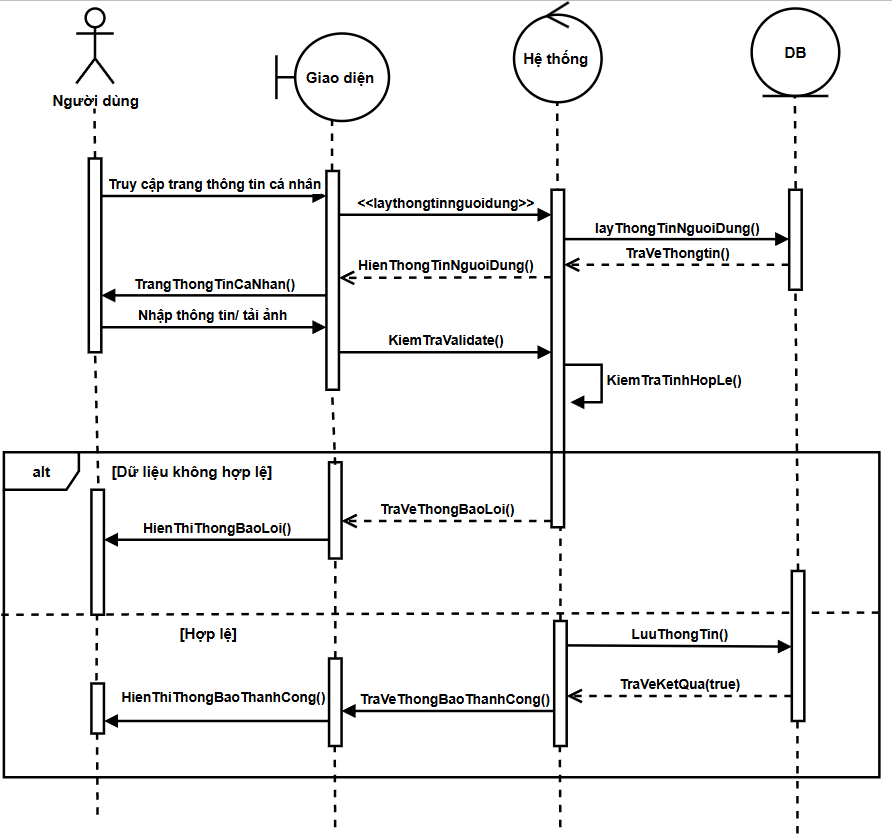 Người dùng
Giao diện
Hệ thống
DB
Truy cập trang thông tin cá nhân
<<laythongtinnguoidung>>
layThongTinNguoiDung()
TraVeThongtin()
HienThongTinNguoiDung()
TrangThongTinCaNhan()
Nhập thông tin/ tải ảnh
KiemTraValidate()
KiemTraTinhHopLe()
alt
[Dữ liệu không hợp lệ]
TraVeThongBaoLoi()
HienThiThongBaoLoi()
[Hợp lệ]
LuuThongTin()
TraVeKetQua(true)
TraVeThongBaoThanhCong()
HienThiThongBaoThanhCong()